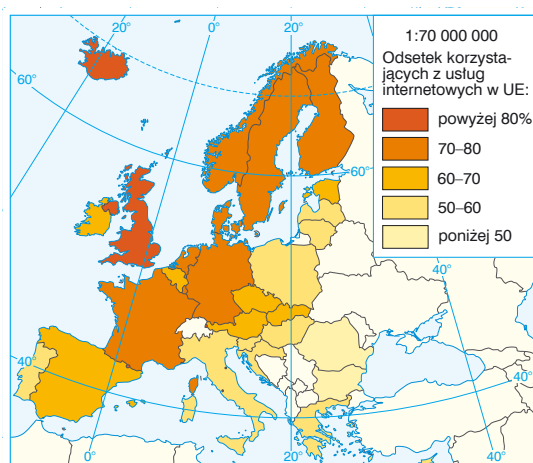 20° 0° 20°
1:70 000 000
Odsetek korzysta-
jących z usług
internetowych w UE:
powyżej 80%
70–80
60–70
50–60
poniżej 50
60°
60°
40°
40°
40°
0° 20° 40°